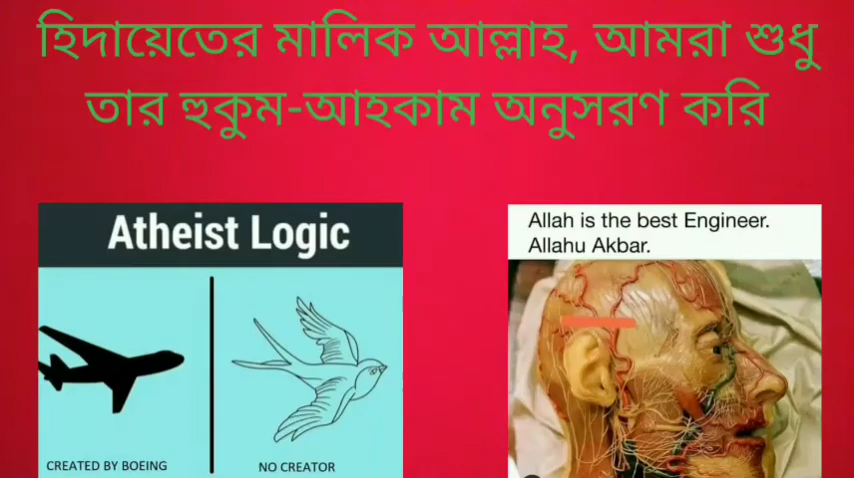 হিদায়েতের মালিক আল্লাহ, আমরা শুধু
তার হুকুম-আহকাম অনুসরণ করি
Atheist Logic
CREATED BY BOEING
NO CREATOR
Allah is the best Engineer.
Allahu Akbar.